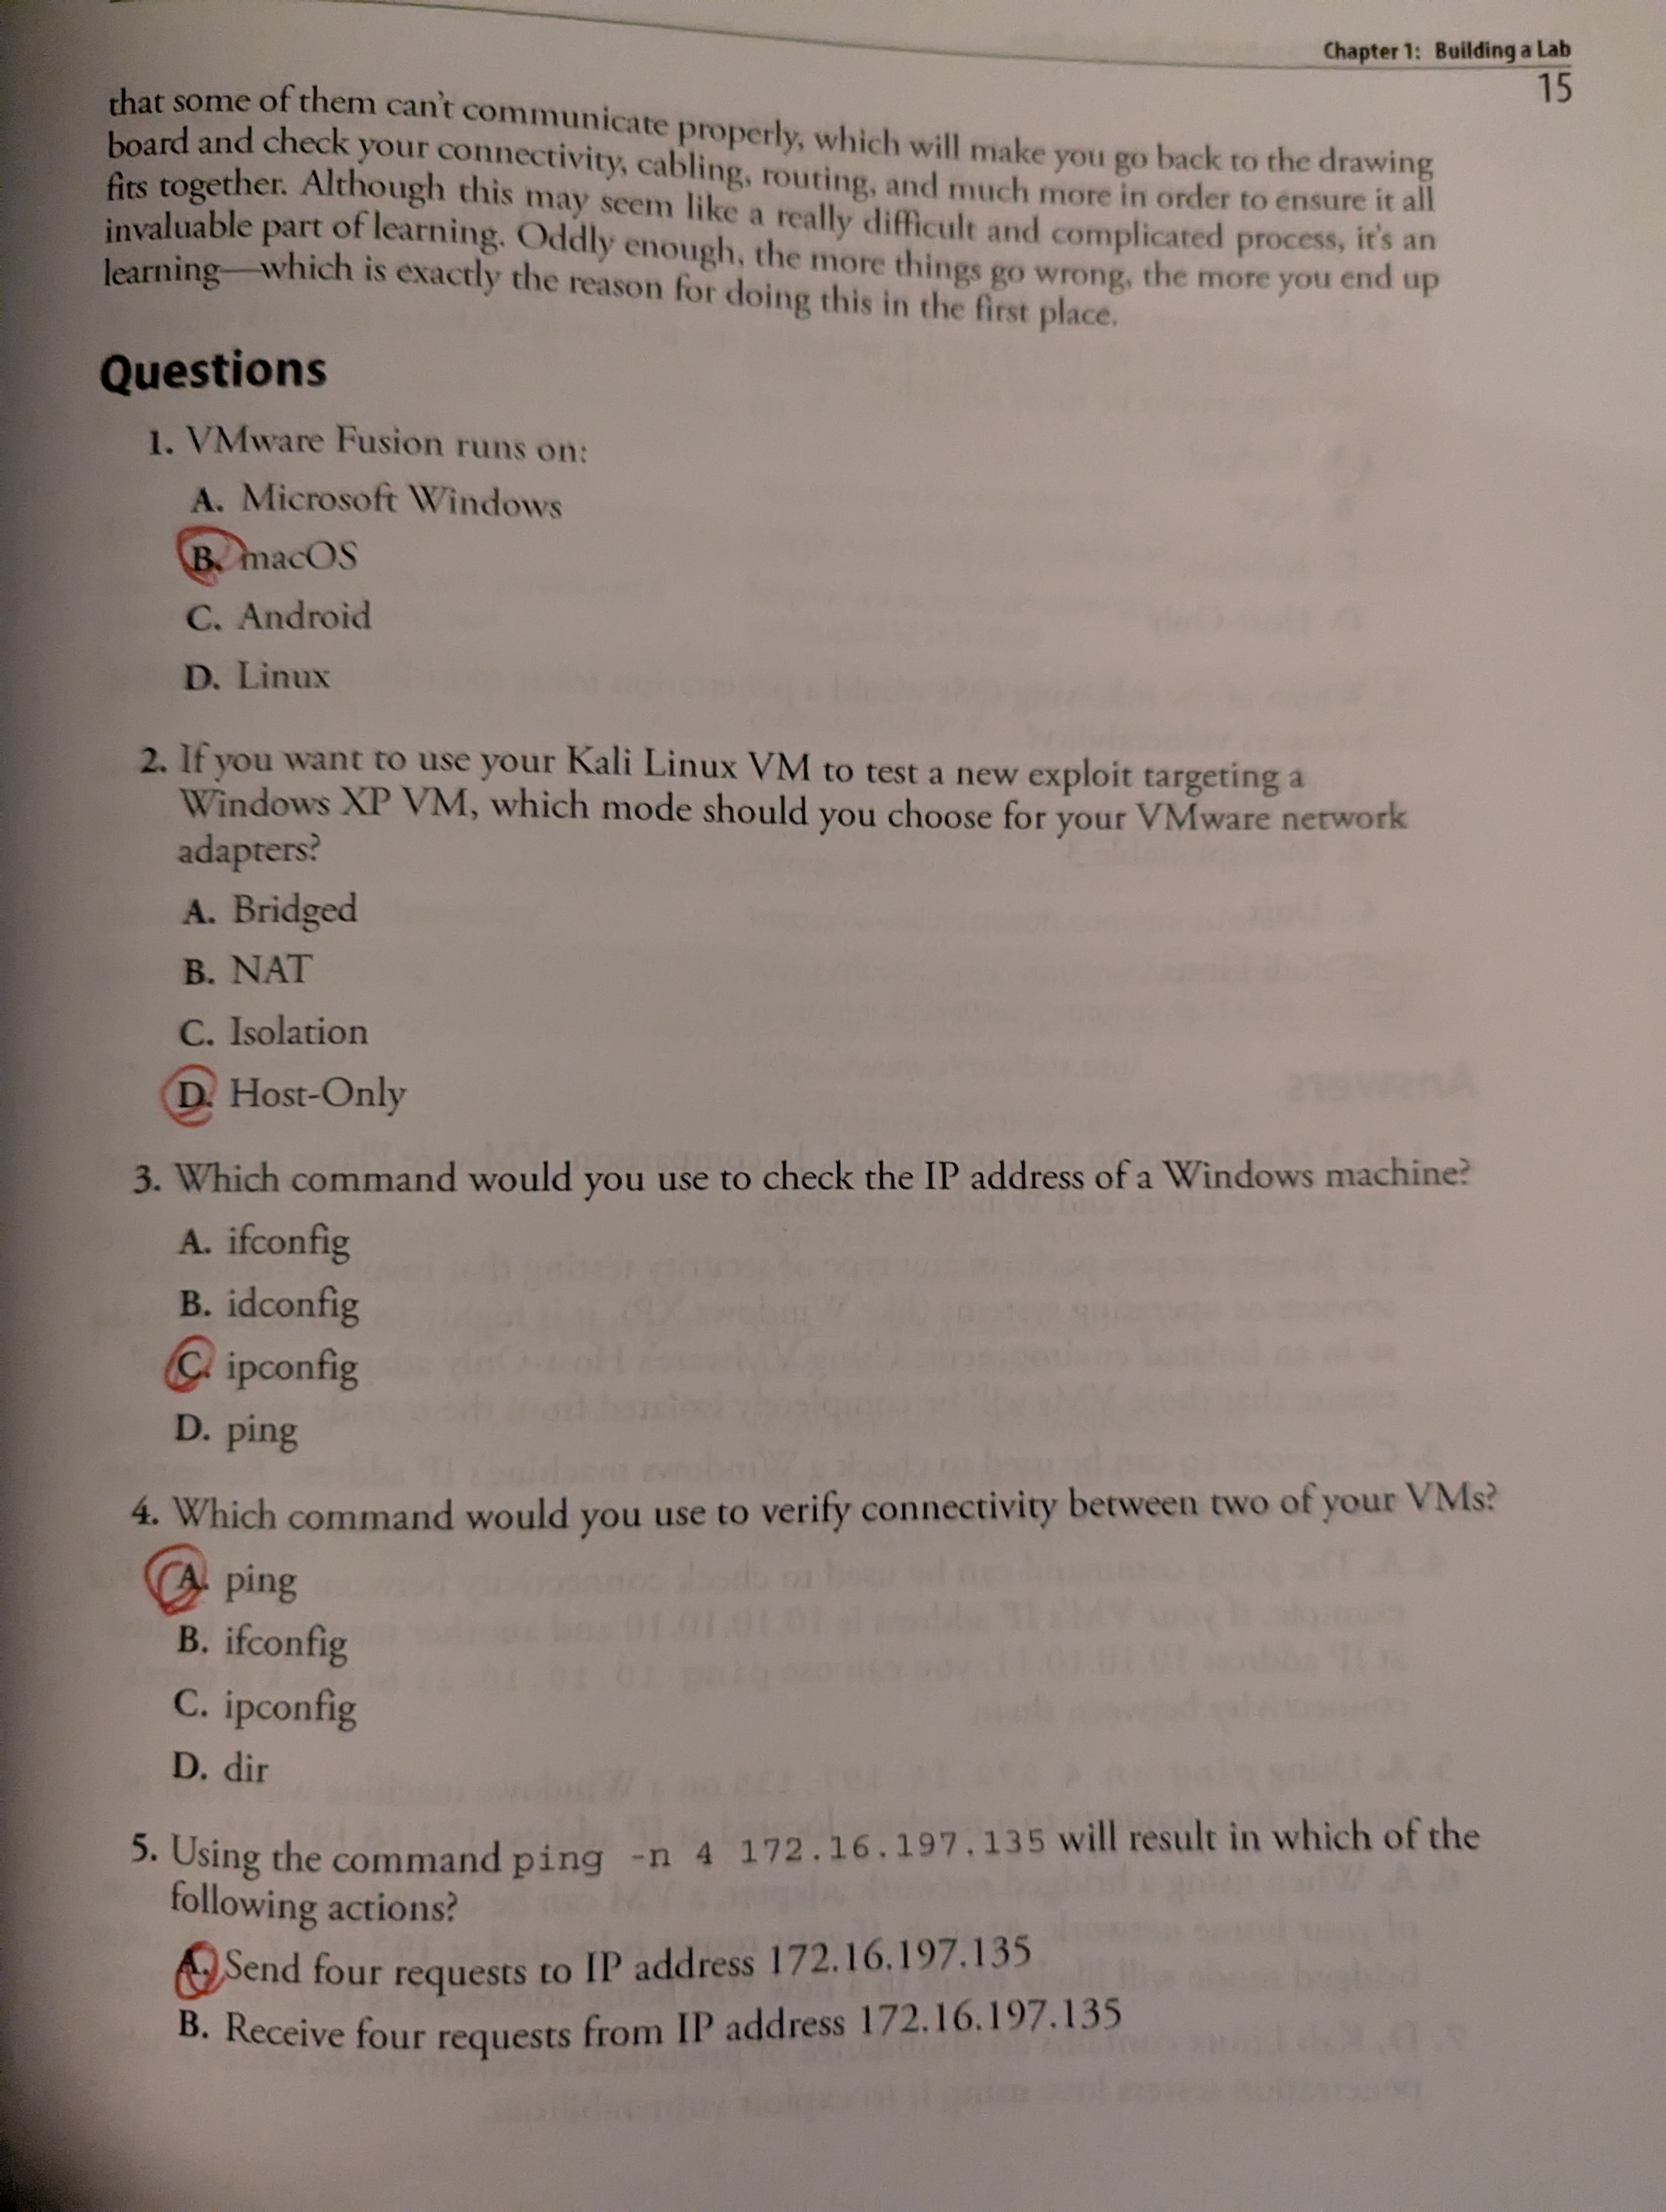 Chapter 1: Building a Lab
15
that some of them can't communicate properly, which will make you go back to the drawing
board and check your connectivity, cabling, routing, and much more in order to ensure it all
fits together. Although this may seem like a really difficult and complicated process, it's an
invaluable part of learning. Oddly enough, the more things go wrong, the more you end up
learning—which is exactly the reason for doing this in the first place.
Questions
1. VMware Fusion runs on:
A. Microsoft Windows
B. macOS
C. Android
D. Linux
2. If you want to use your Kali Linux VM to test a new exploit targeting a
Windows XP VM, which mode should you choose for your VMware network
adapters?
A. Bridged
B. NAT
C. Isolation
D. Host-Only
3. Which command would you use to check the IP address of a Windows machine?
A. ifconfig
B. idconfig
C. ipconfig
D. ping
4. Which command would you use to verify connectivity between two of your VMs?
A. ping
B. ifconfig
C. ipconfig
D. dir
5. Using the command ping -n 4 172.16.197.135 will result in which of the
following actions?
A. Send four requests to IP address 172.16.197.135
B. Receive four requests from IP address 172.16.197.135